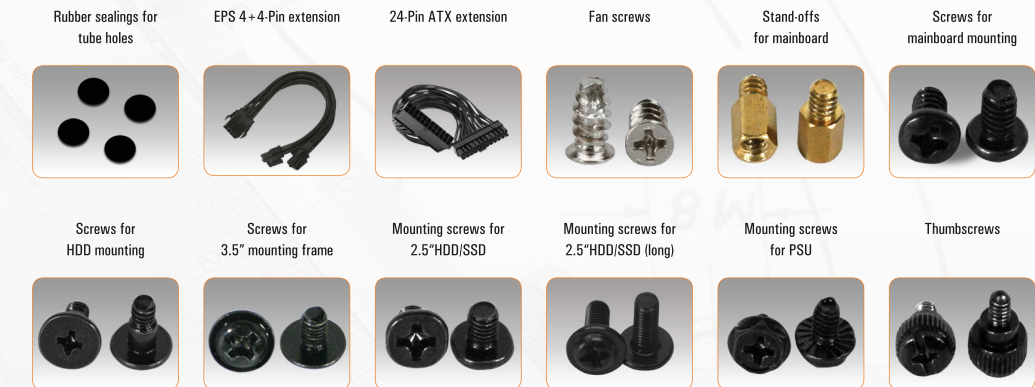 Rubber sealings for
tube holes
EPS 4+4-Pin extension
24-Pin ATX extension
Fan screws
Stand-offs
for mainboard
Screws for
mainboard mounting
Screws for
HDD mounting
Screws for
3.5” mounting frame
Mounting screws for
2.5“HDD/SSD
Mounting screws for
2.5“HDD/SSD (long)
Mounting screws
for PSU
Thumbscrews